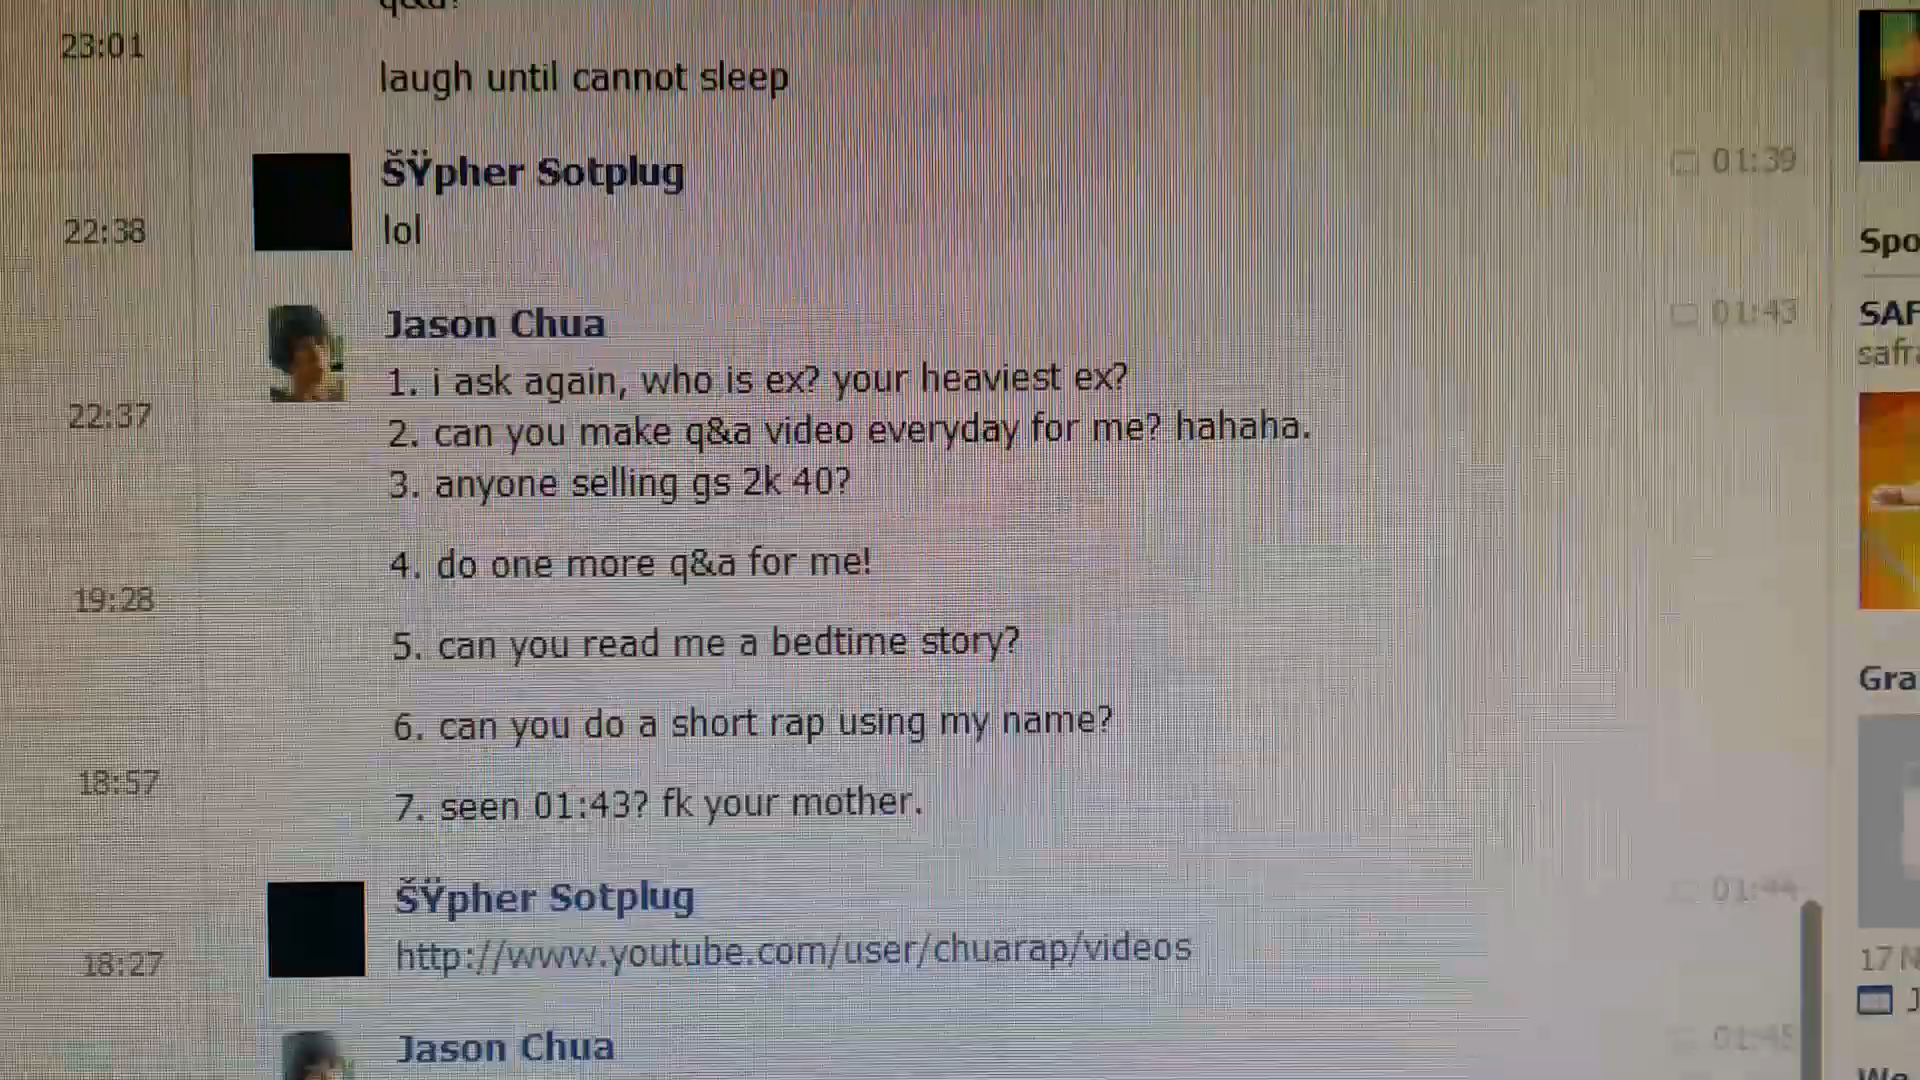 23:01
laugh until cannot sleep
ŠŸpher Sotplug
01:39
22:38
lol
Jason Chua
01:43
1. i ask again, who is ex? your heaviest ex?
22:37
2. can you make q&a video everyday for me? hahaha.
3. anyone selling gs 2k 40?
4. do one more q&a for me!
19:28
5. can you read me a bedtime story?
6. can you do a short rap using my name?
18:57
7. seen 01:43? fk your mother.
ŠŸpher Sotplug
01:44
18:27
http://www.youtube.com/user/chuarap/videos
Jason Chua
01:45
Spo
SAF
safra
Gra
17 N
J